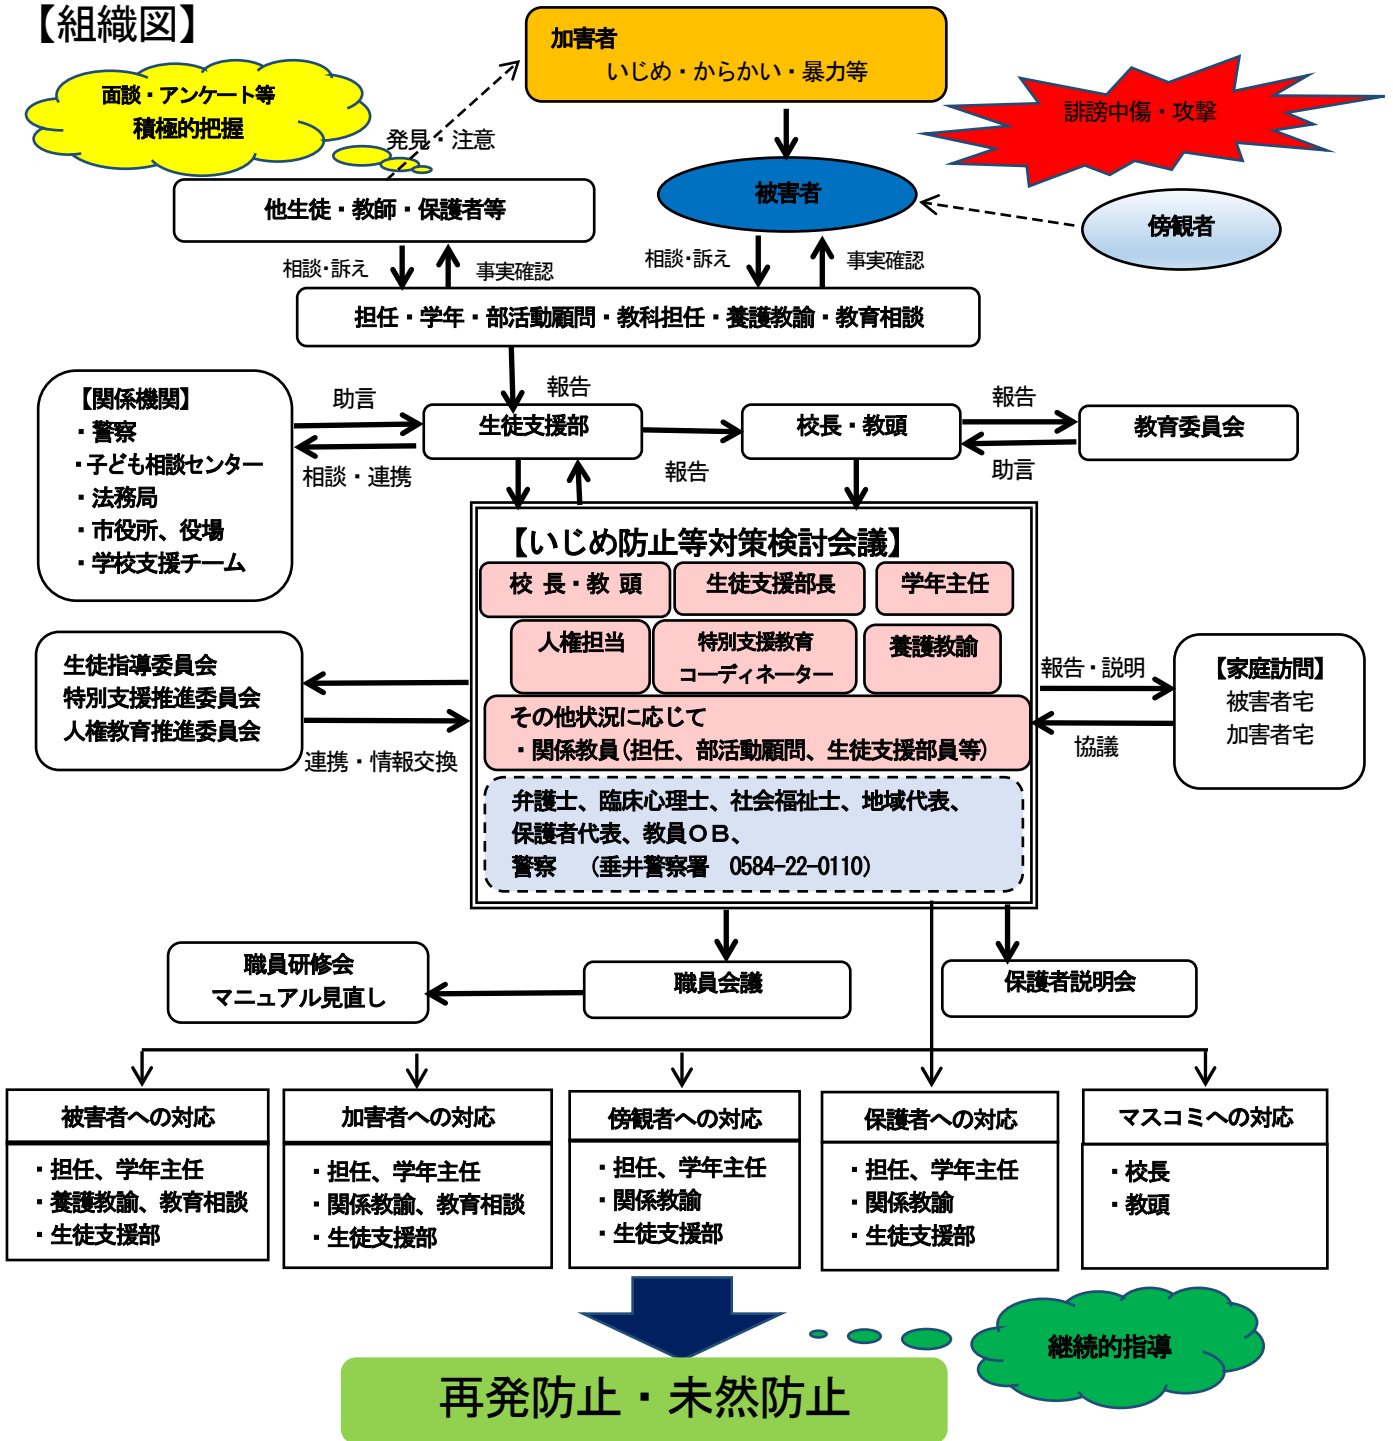 【組織図】
加害者
いじめ・からかい・暴力等
面談・アンケート等
積極的把握
誹謗中傷・攻撃
発見・注意
他生徒・教師・保護者等
被害者
傍観者
相談・訴え
事実確認
相談・訴え
事実確認
担任・学年・部活動顧問・教科担任・養護教諭・教育相談
【関係機関】
・警察
・子ども相談センター
・法務局
・市役所、役場
・学校支援チーム
助言
相談・連携
報告
生徒支援部
報告
校長・教頭
報告
助言
教育委員会
【いじめ防止等対策検討会議】
校 長・教 頭
生徒支援部長
学年主任
人権担当
特別支援教育
コーディネーター
養護教諭
その他状況に応じて
・関係教員(担任、部活動顧問、生徒支援部員等)
弁護士、臨床心理士、社会福祉士、地域代表、
保護者代表、教員ＯＢ、
警察　（垂井警察署　0584-22-0110）
生徒指導委員会
特別支援推進委員会
人権教育推進委員会
連携・情報交換
報告・説明
協議
【家庭訪問】
被害者宅
加害者宅
職員研修会
マニュアル見直し
職員会議
保護者説明会
被害者への対応
・担任、学年主任
・養護教諭、教育相談
・生徒支援部
加害者への対応
・担任、学年主任
・関係教諭、教育相談
・生徒支援部
傍観者への対応
・担任、学年主任
・関係教諭
・生徒支援部
保護者への対応
・担任、学年主任
・関係教諭
・生徒支援部
マスコミへの対応
・校長
・教頭
継続的指導
再発防止・未然防止